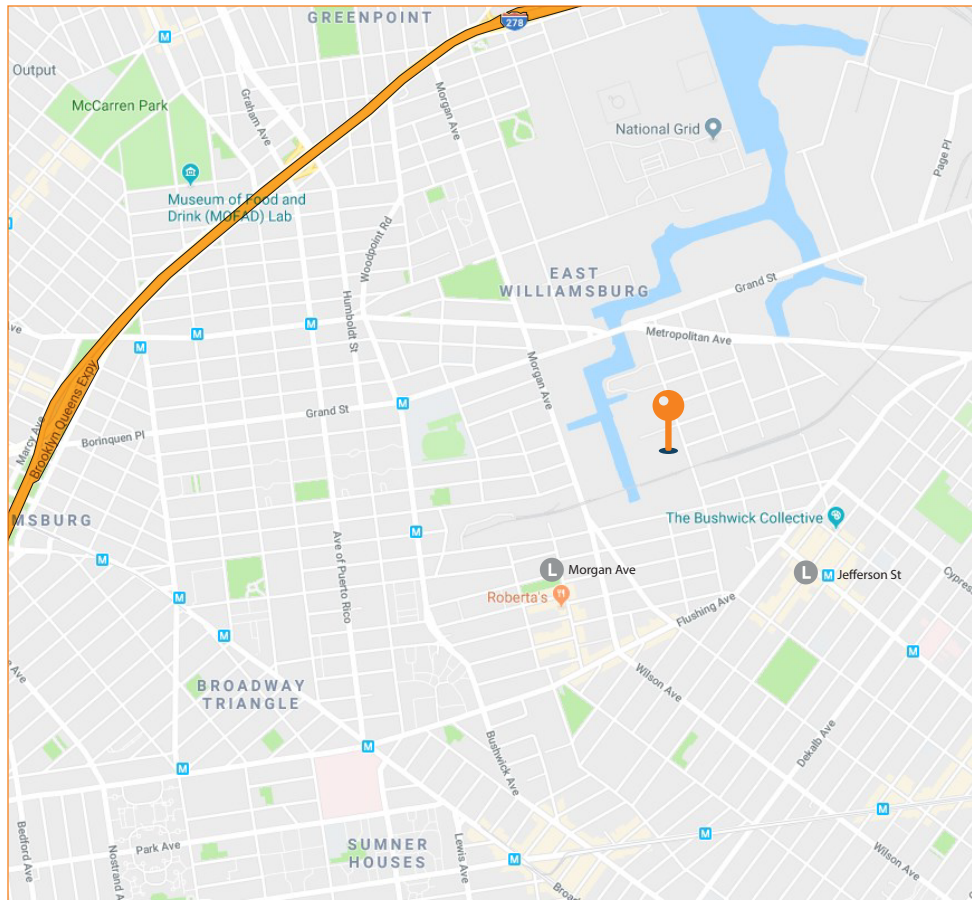 GREENPOINT
278
M
Output
McCarren Park
Graham Ave
Morgan Ave
National Grid
Page Pl
Museum of Food and
Drink (MOFAD) Lab
Woodpoint Rd
EAST
WILLIAMSBURG
Grand St
Humboldt St
M
M
M
Metropolitan Ave
Morgan Ave
Brooklyn Queens Expy
Marcy Ave
Grand St
M
Borinquen Pl
MSBURG
The Bushwick Collective
M
M
Ave of Puerto Rico
L Morgan Ave
L M Jefferson St
Cypres
Roberta's
M
Flushing Ave
M
M
Wilson Ave
BROADWAY
TRIANGLE
Dekalb Ave
Bushwick Ave
M
M
M
M
Bedford Ave
Nostrand A
Park Ave
SUMNER
HOUSES
Lewis Ave
M
Wilson Ave
Broad